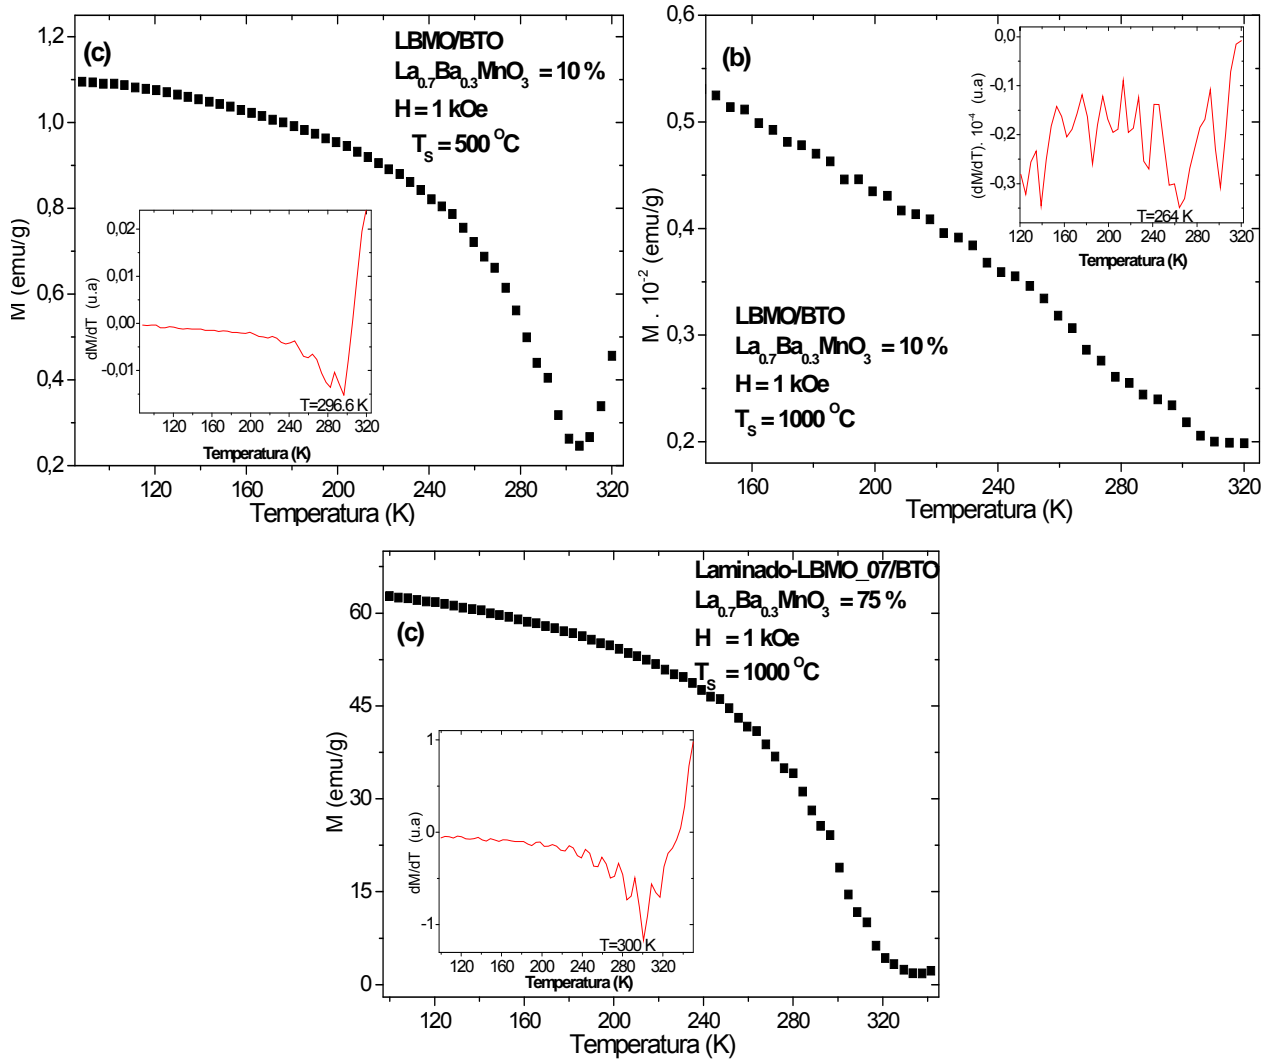 (c)
LBMO/BTO
La0.7Ba0.3MnO3 = 10 %
H = 1 kOe
TS = 500 °C
M (emu/g)
1,2
1,0
0,8
0,6
0,4
0,2
120 160 200 240 280 320
Temperatura (K)
dM/dT (u.a)
0,02
0,01
0,00
-0,01
T=296.6 K
120 160 200 240 280 320
Temperatura (K)
(b)
LBMO/BTO
La0.7Ba0.3MnO3 = 10 %
H = 1 kOe
TS = 1000 °C
M . 10-2 (emu/g)
0,6
0,5
0,4
0,3
0,2
160 200 240 280 320
Temperatura (K)
(dM/dT). 10-4 (u.a)
0,0
-0,1
-0,2
-0,3
T=264 K
120 160 200 240 280 320
Temperatura (K)
(c)
Laminado-LBMO_07/BTO
La0.7Ba0.3MnO3 = 75 %
H = 1 kOe
TS = 1000 °C
M (emu/g)
60
45
30
15
0
120 160 200 240 280 320
Temperatura (K)
dM/dT (u.a)
1
0
-1
T=300 K
120 160 200 240 280 320
Temperatura (K)